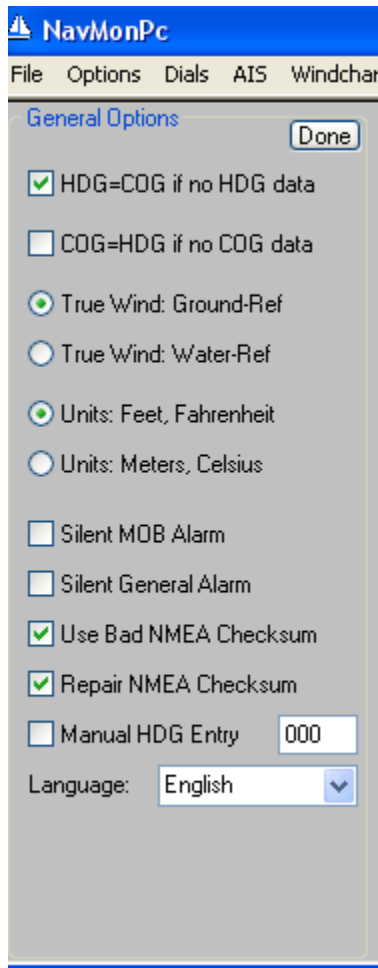 NavMonPc
File Options Dials AIS Windchar
General Options
Done
HDG=COG if no HDG data
COG=HDG if no COG data
True Wind: Ground-Ref
True Wind: Water-Ref
Units: Feet, Fahrenheit
Units: Meters, Celsius
Silent MOB Alarm
Silent General Alarm
Use Bad NMEA Checksum
Repair NMEA Checksum
Manual HDG Entry 000
Language: English